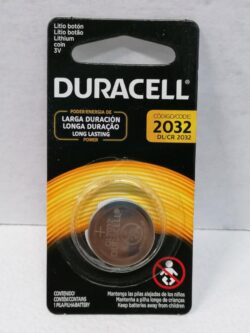 Litio botón
Lítio botão
Lithium
coin
3V
DURACELL
PODER/ENERGIA DE
LARGA DURACIÓN
LONGA DURAÇÃO
LONG LASTING
POWER
CÓDIGO/CODE:
2032
DL/CR 2032
CONTENIDO/
CONTEÚDO/CONTENTS
1 PILA/PILHA/BATTERY
Mantenga las pilas alejadas de los niños
Mantenha a pilha longe de crianças
Keep away from children